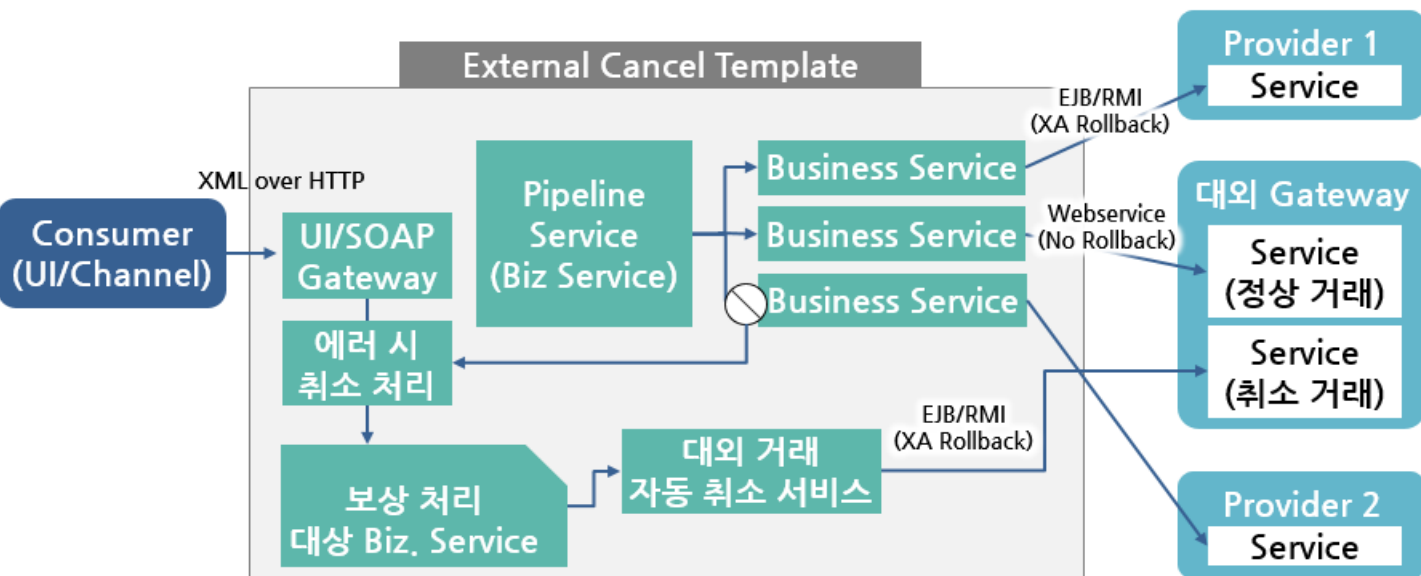 External Cancel Template
Provider 1
Service
EJB/RMI
(XA Rollback)
XML over HTTP
Consumer
(UI/Channel)
UI/SOAP
Gateway
Pipeline
Service
(Biz Service)
Business Service
Business Service
Business Service
Webservice
(No Rollback)
대외 Gateway
Service
(정상 거래)
Service
(취소 거래)
에러 시
취소 처리
보상 처리
대상 Biz. Service
대외 거래
자동 취소 서비스
EJB/RMI
(XA Rollback)
Provider 2
Service